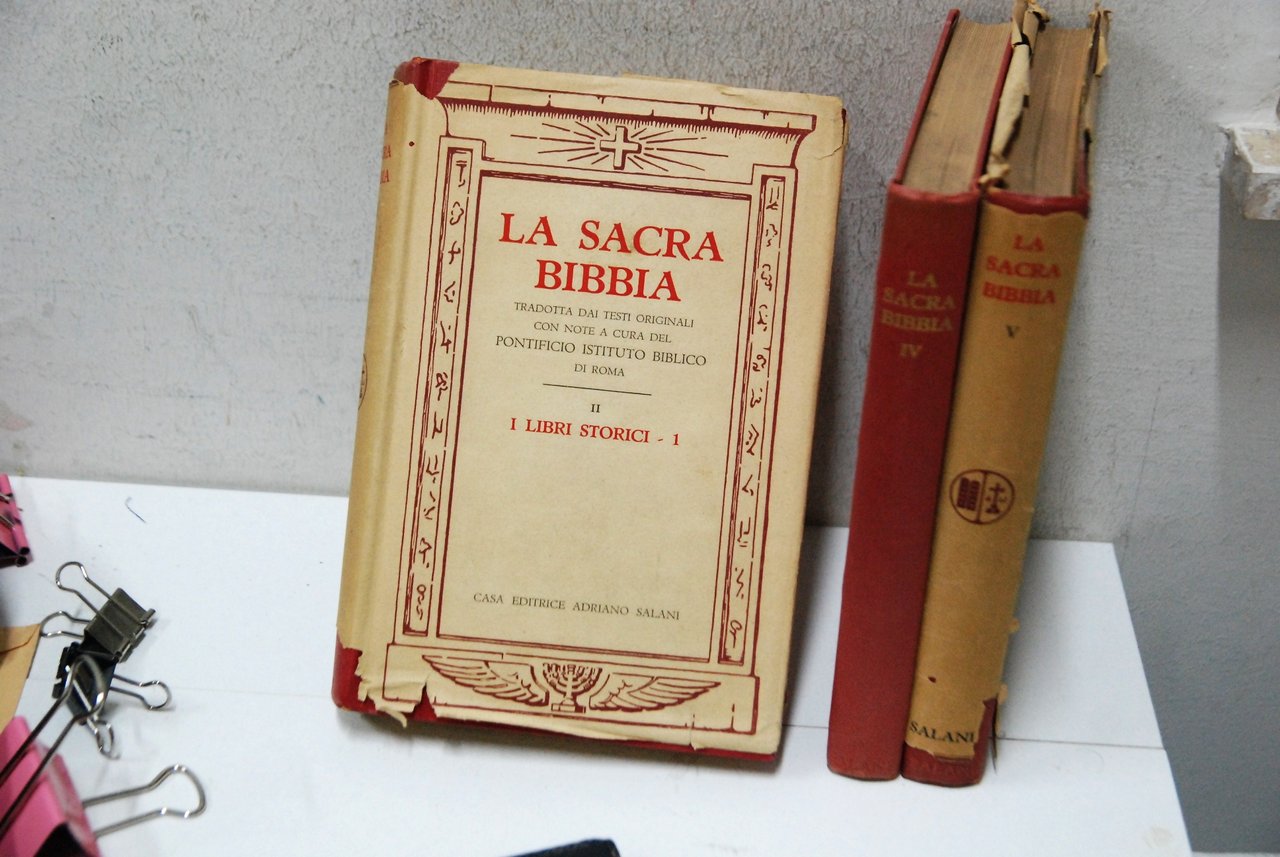 LA SACRA
BIBBIA
TRADOTTA DAI TESTI ORIGINALI
CON NOTE A CURA DEL
PONTIFICIO ISTITUTO BIBLICO
DI ROMA
II
I LIBRI STORICI - 1
CASA EDITRICE ADRIANO SALANI
LA
SACRA
BIBBIA
IV
LA
SACRA
BIBBIA
V
SALANI